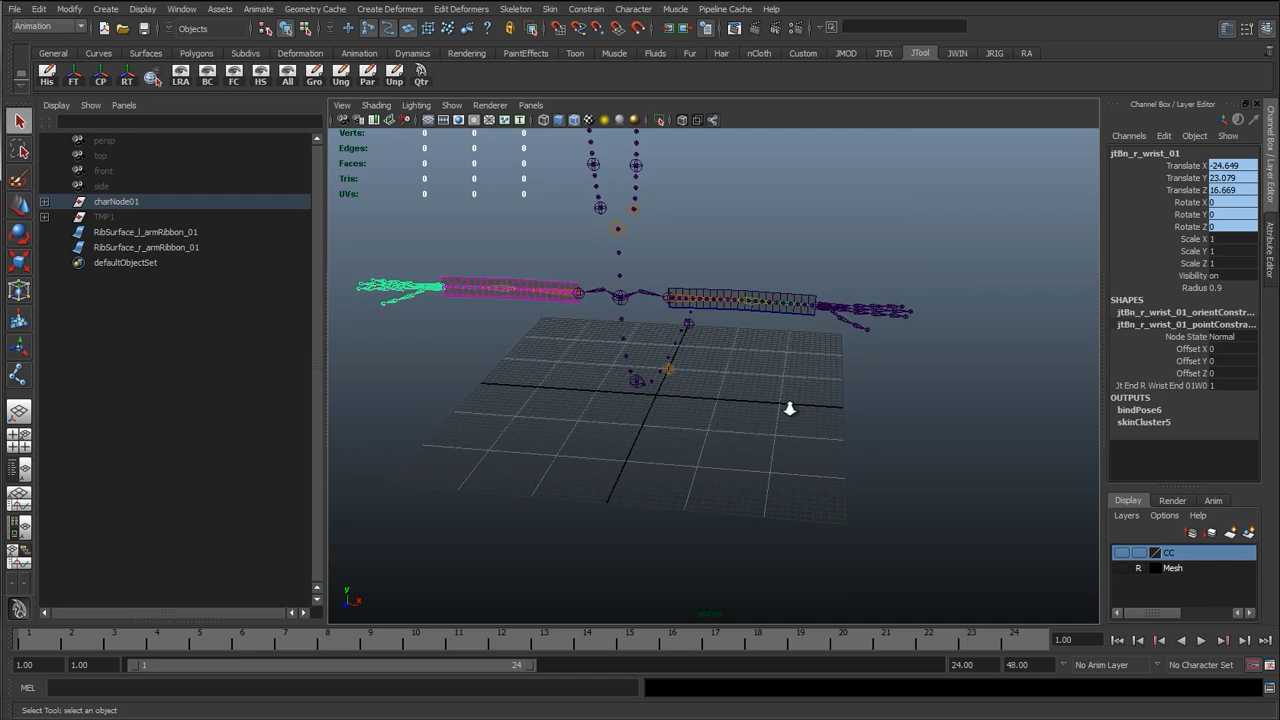 File Edit Modify Create Display Window Assets Animate Geometry Cache Create Deformers Edit Deformers Skeleton Skin Constrain Character Muscle Pipeline Cache Help
Animation Objects
General Curves Surfaces Polygons Subdivs Deformation Animation Dynamics Rendering PaintEffects Toon Muscle Fluids Fur Hair nCloth Custom JMOD JTEX JTool JWIN JRIG RA
His FT CP RT LRA BC FC HS All Gro Ung Par Unp Qtr
Display Show Panels
persp
top
front
side
charNode01
TMP1
RibSurface_l_armRibbon_01
RibSurface_r_armRibbon_01
defaultObjectSet
View Shading Lighting Show Renderer Panels
Verts: 0 0 0
Edges: 0 0 0
Faces: 0 0 0
Tris: 0 0 0
UVs: 0 0 0
y
x
persp
Channel Box / Layer Editor
Channels Edit Object Show
jtBn_r_wrist_01
Translate X -24.649
Translate Y 23.079
Translate Z 16.669
Rotate X 0
Rotate Y 0
Rotate Z 0
Scale X 1
Scale Y 1
Scale Z 1
Visibility on
Radius 0.9
SHAPES
jtBn_r_wrist_01_orientConstr...
jtBn_r_wrist_01_pointConstra...
Node State Normal
Offset X 0
Offset Y 0
Offset Z 0
Jt End R Wrist End 01W0 1
OUTPUTS
bindPose6
skinCluster5
Channel Box / Layer Editor
Attribute Editor
Display Render Anim
Layers Options Help
CC
R Mesh
1 2 3 4 5 6 7 8 9 10 11 12 13 14 15 16 17 18 19 20 21 22 23 24
1.00
1.00 1.00 1 24 24.00 48.00 No Anim Layer No Character Set
MEL
Select Tool: select an object